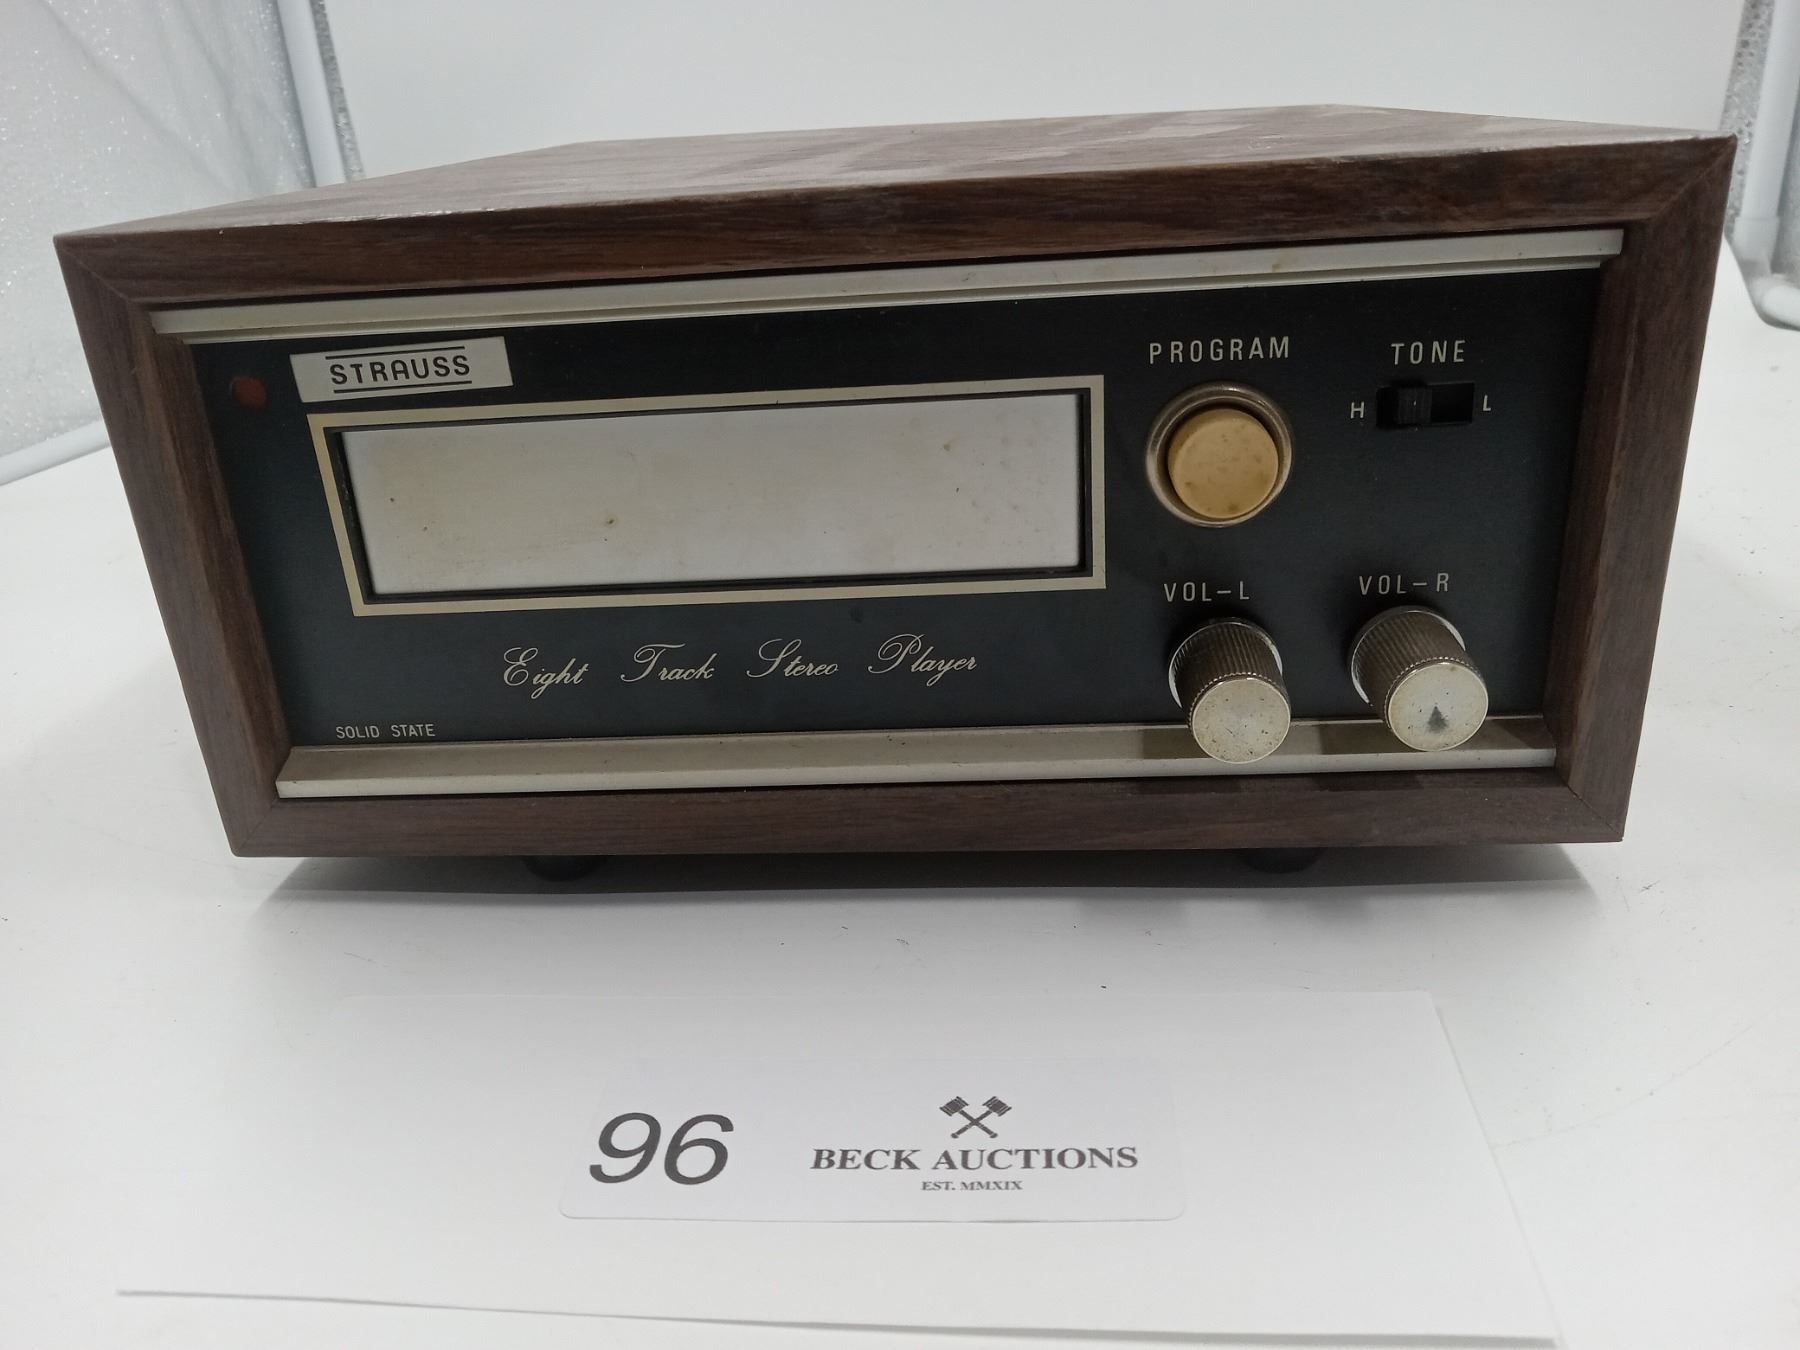 STRAUSS
PROGRAM
TONE
H L
VOL-L
VOL-R
Eight Track Stereo Player
SOLID STATE
96
BECK AUCTIONS
EST. MMXIX